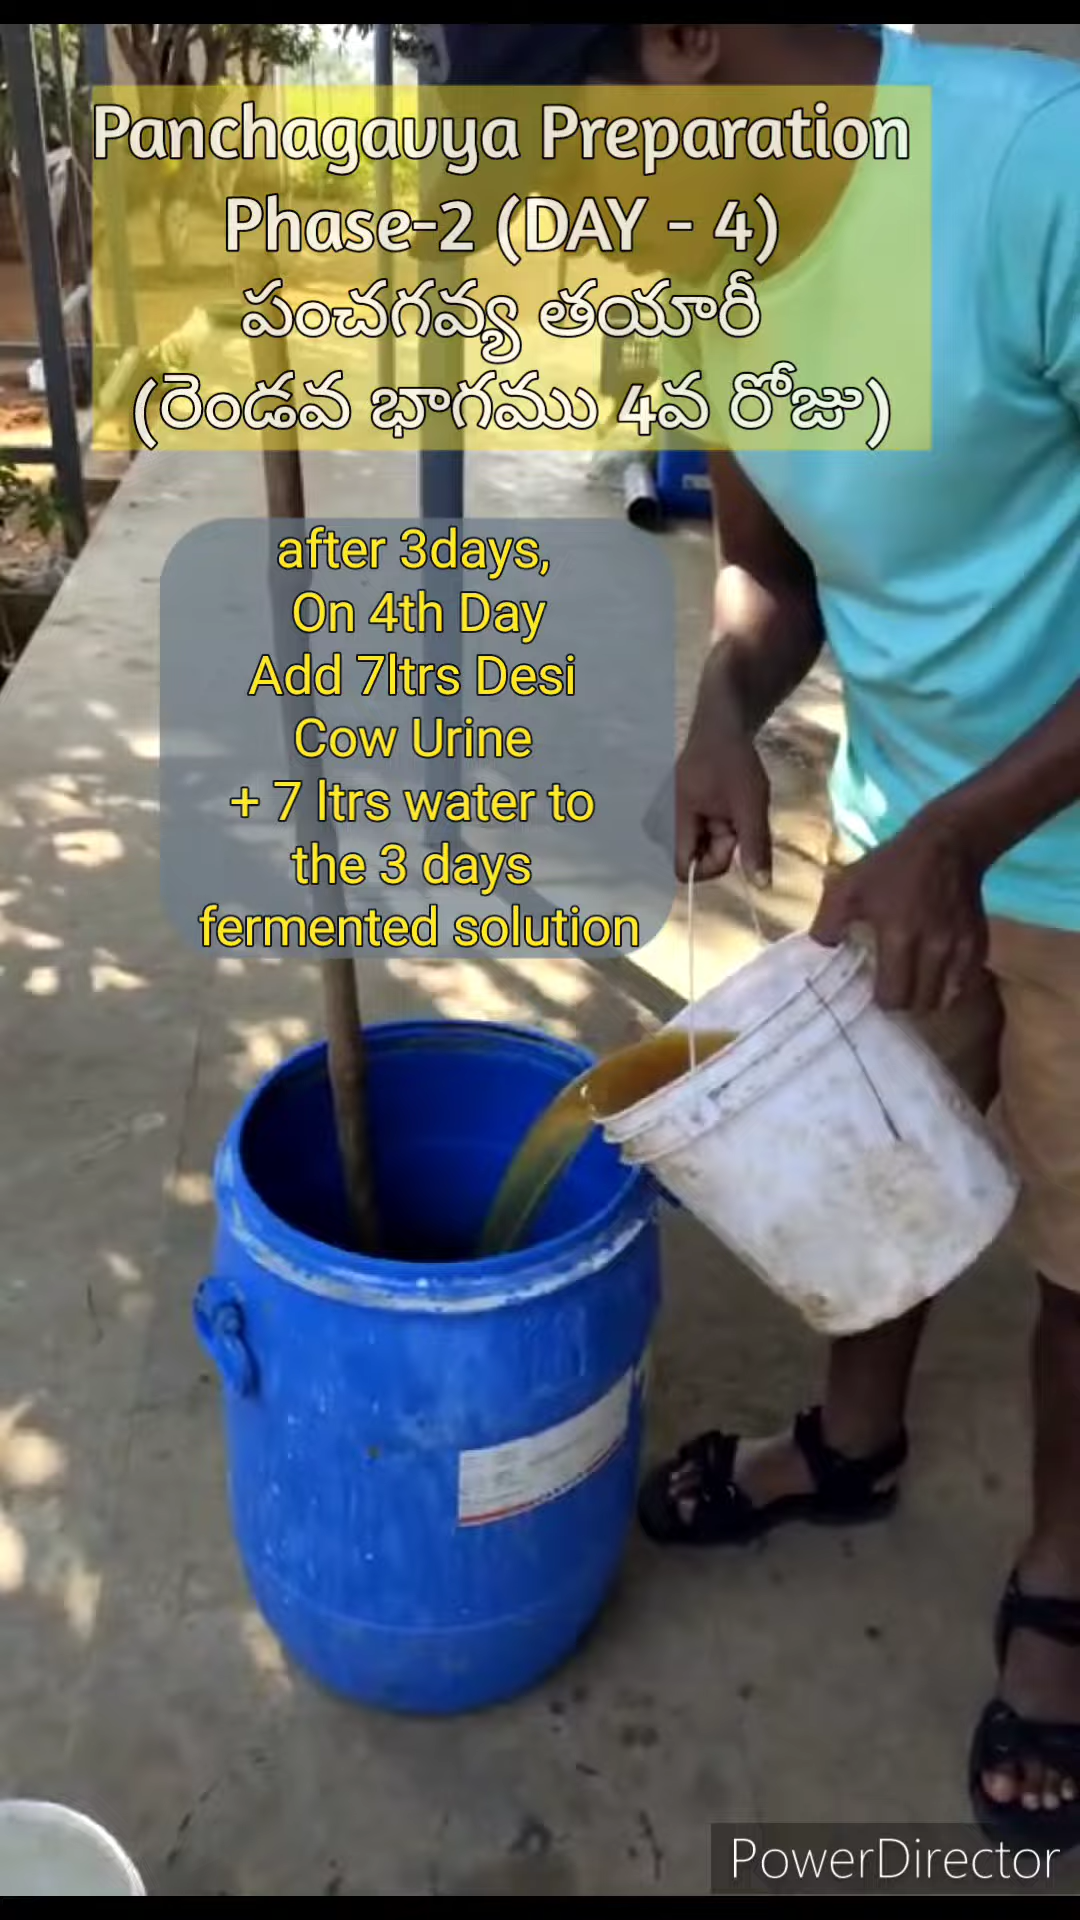 Panchagavya Preparation
Phase-2 (DAY - 4)
పంచగవ్య తయారీ
(రెండవ భాగము 4వ రోజు)
after 3days,
On 4th Day
Add 7ltrs Desi
Cow Urine
+ 7 ltrs water to
the 3 days
fermented solution
PowerDirector